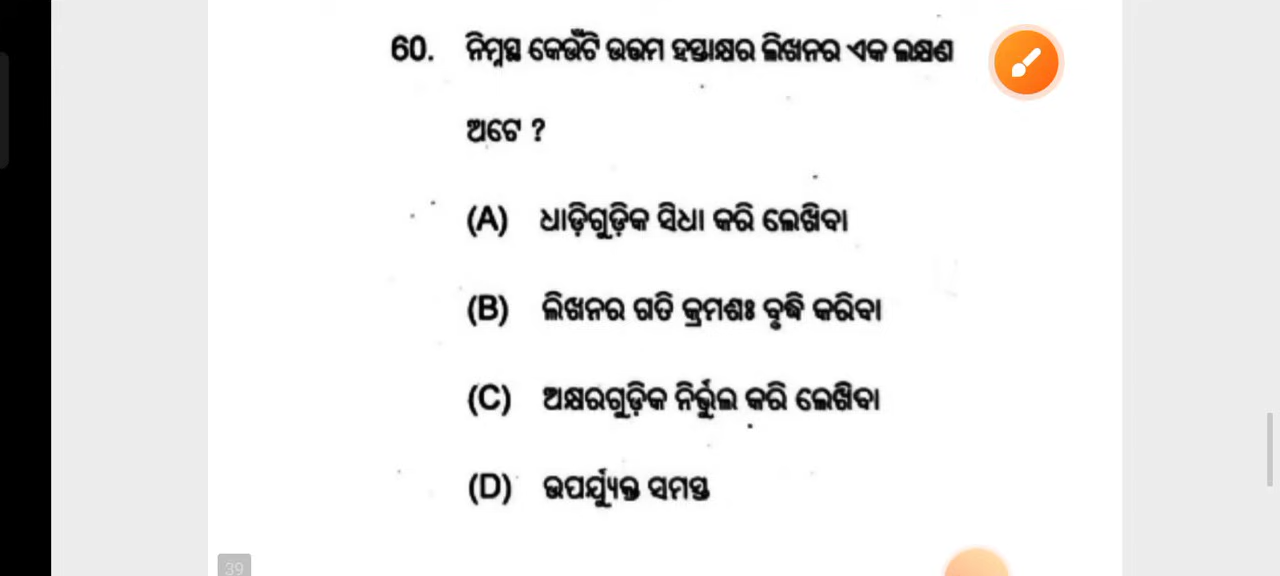 60. ନିମ୍ନସ୍ଥ କେଉଁଟି ଉତ୍ତମ ହସ୍ତାକ୍ଷର ଲିଖନର ଏକ ଲକ୍ଷଣ
ଅଟେ ?
(A) ଧାଡ଼ିଗୁଡ଼ିକ ସିଧା କରି ଲେଖିବା
(B) ଲିଖନର ଗତି କ୍ରମଶଃ ବୃଦ୍ଧି କରିବା
(C) ଅକ୍ଷରଗୁଡ଼ିକ ନିର୍ଭୁଲ କରି ଲେଖିବା
(D) ଉପର୍ଯ୍ୟୁକ୍ତ ସମସ୍ତ
39